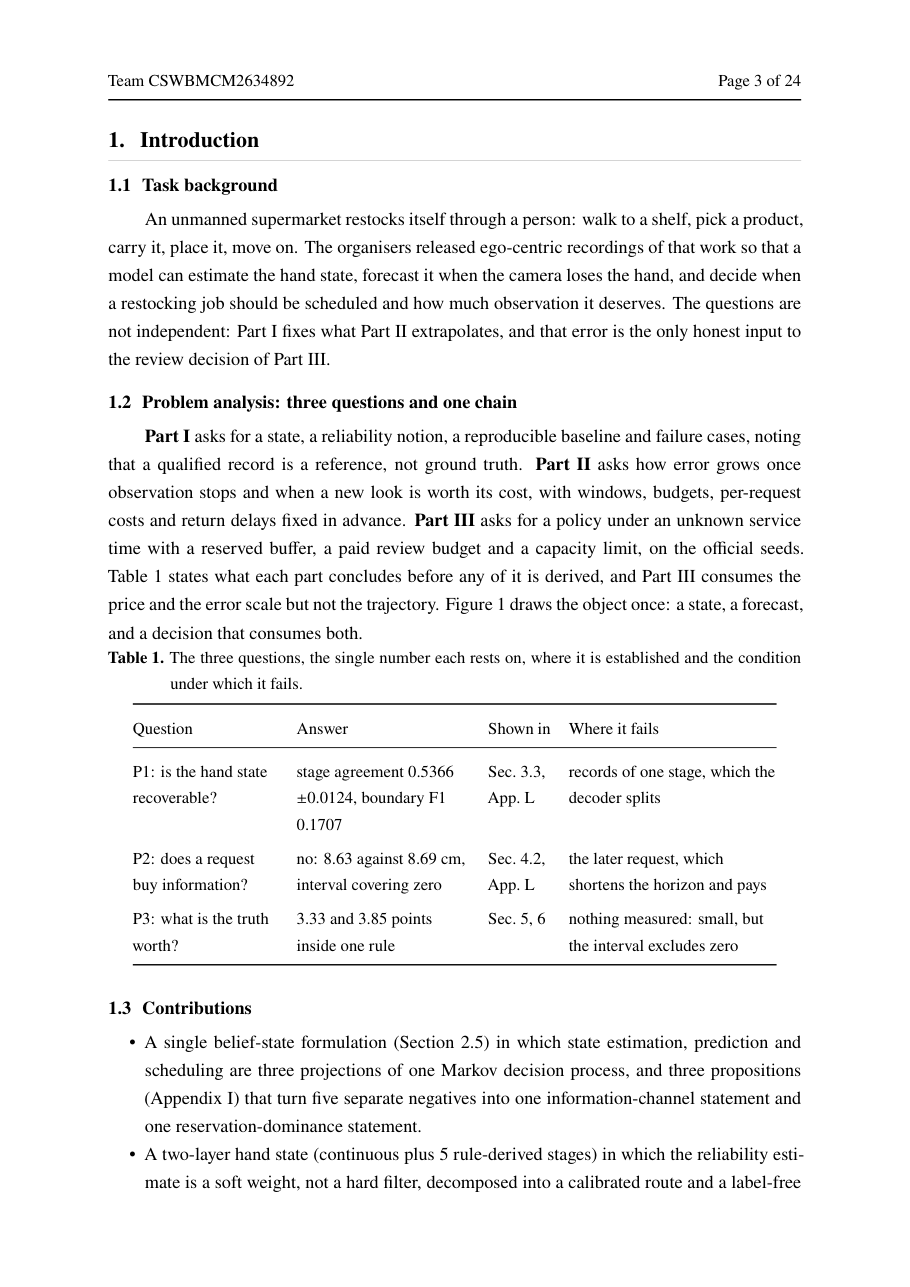 Team CSWBMCM2634892 Page 3 of 24
1. Introduction
1.1 Task background
An unmanned supermarket restocks itself through a person: walk to a shelf, pick a product,
carry it, place it, move on. The organisers released ego-centric recordings of that work so that a
model can estimate the hand state, forecast it when the camera loses the hand, and decide when
a restocking job should be scheduled and how much observation it deserves. The questions are
not independent: Part I fixes what Part II extrapolates, and that error is the only honest input to
the review decision of Part III.
1.2 Problem analysis: three questions and one chain
Part I asks for a state, a reliability notion, a reproducible baseline and failure cases, noting
that a qualified record is a reference, not ground truth. Part II asks how error grows once
observation stops and when a new look is worth its cost, with windows, budgets, per-request
costs and return delays fixed in advance. Part III asks for a policy under an unknown service
time with a reserved buffer, a paid review budget and a capacity limit, on the official seeds.
Table 1 states what each part concludes before any of it is derived, and Part III consumes the
price and the error scale but not the trajectory. Figure 1 draws the object once: a state, a forecast,
and a decision that consumes both.
Table 1. The three questions, the single number each rests on, where it is established and the condition
under which it fails.
Question Answer Shown in Where it fails
P1: is the hand state stage agreement 0.5366 Sec. 3.3, records of one stage, which the
recoverable? ±0.0124, boundary F1 App. L decoder splits
0.1707
P2: does a request no: 8.63 against 8.69 cm, Sec. 4.2, the later request, which
buy information? interval covering zero App. L shortens the horizon and pays
P3: what is the truth 3.33 and 3.85 points Sec. 5, 6 nothing measured: small, but
worth? inside one rule the interval excludes zero
1.3 Contributions
• A single belief-state formulation (Section 2.5) in which state estimation, prediction and
scheduling are three projections of one Markov decision process, and three propositions
(Appendix I) that turn five separate negatives into one information-channel statement and
one reservation-dominance statement.
• A two-layer hand state (continuous plus 5 rule-derived stages) in which the reliability esti-
mate is a soft weight, not a hard filter, decomposed into a calibrated route and a label-free